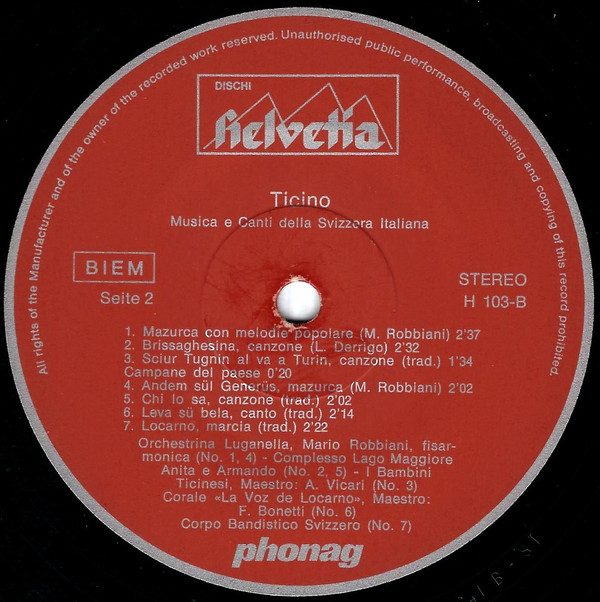 All rights of the Manufacturer and of the owner of the recorded work reserved. Unauthorised public performance, broadcasting and copying of this record prohibited.
DISCHI
Helvetia
Ticino
Musica e Canti della Svizzera Italiana
BIEM
Seite 2
STEREO
H 103-B
1. Mazurca con melodie popolare (M. Robbiani) 2'37
2. Brissaghesina, canzone (L. Derrigo) 2'32
3. Sciur Tugnin al va a Turin, canzone (trad.) 1'34
Campane del paese 0'20
4. Andem sül Generüs, mazurca (M. Robbiani) 2'02
5. Chi lo sa, canzone (trad.) 2'02
6. Leva sü bela, canto (trad.) 2'14
7. Locarno, marcia (trad.) 2'22
Orchestrina Luganella, Mario Robbiani, fisar-
monica (No. 1, 4) - Complesso Lago Maggiore
Anita e Armando (No. 2, 5) - I Bambini
Ticinesi, Maestro: A. Vicari (No. 3)
Corale «La Voz de Locarno», Maestro:
F. Bonetti (No. 6)
Corpo Bandistico Svizzero (No. 7)
phonag